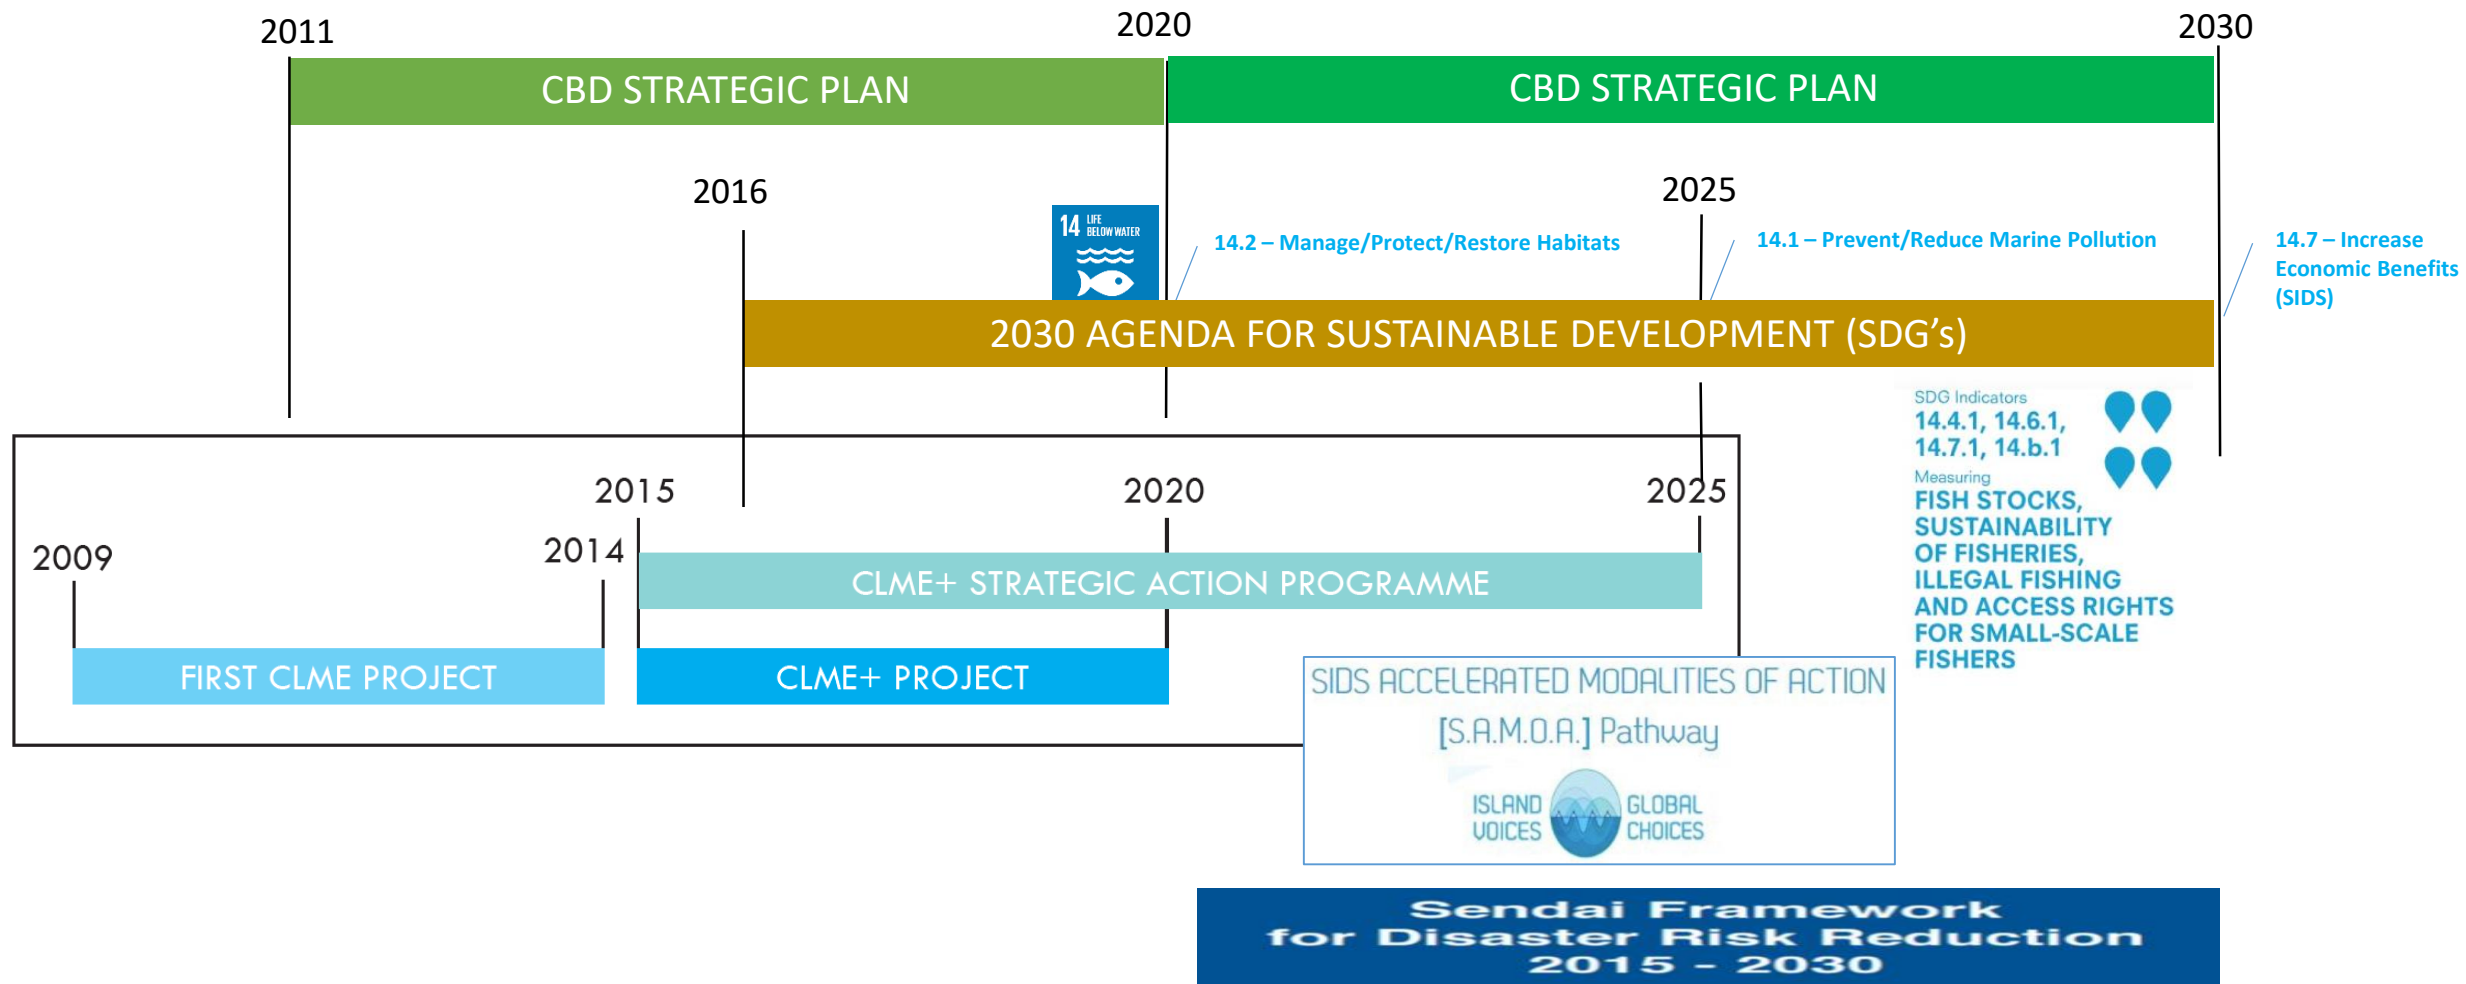 2011
2020
2030
CBD STRATEGIC PLAN
CBD STRATEGIC PLAN
2016
2025
14 LIFE
BELOW WATER
14.2 – Manage/Protect/Restore Habitats
14.1 – Prevent/Reduce Marine Pollution
14.7 – Increase
Economic Benefits
(SIDS)
2030 AGENDA FOR SUSTAINABLE DEVELOPMENT (SDG’s)
SDG Indicators
14.4.1, 14.6.1,
14.7.1, 14.b.1
Measuring
FISH STOCKS,
SUSTAINABILITY
OF FISHERIES,
ILLEGAL FISHING
AND ACCESS RIGHTS
FOR SMALL-SCALE
FISHERS
2015
2020
2025
2009
2014
CLME+ STRATEGIC ACTION PROGRAMME
FIRST CLME PROJECT
CLME+ PROJECT
SIDS ACCELERATED MODALITIES OF ACTION
[S.A.M.O.A.] Pathway
ISLAND
VOICES
GLOBAL
CHOICES
Sendai Framework
for Disaster Risk Reduction
2015 - 2030